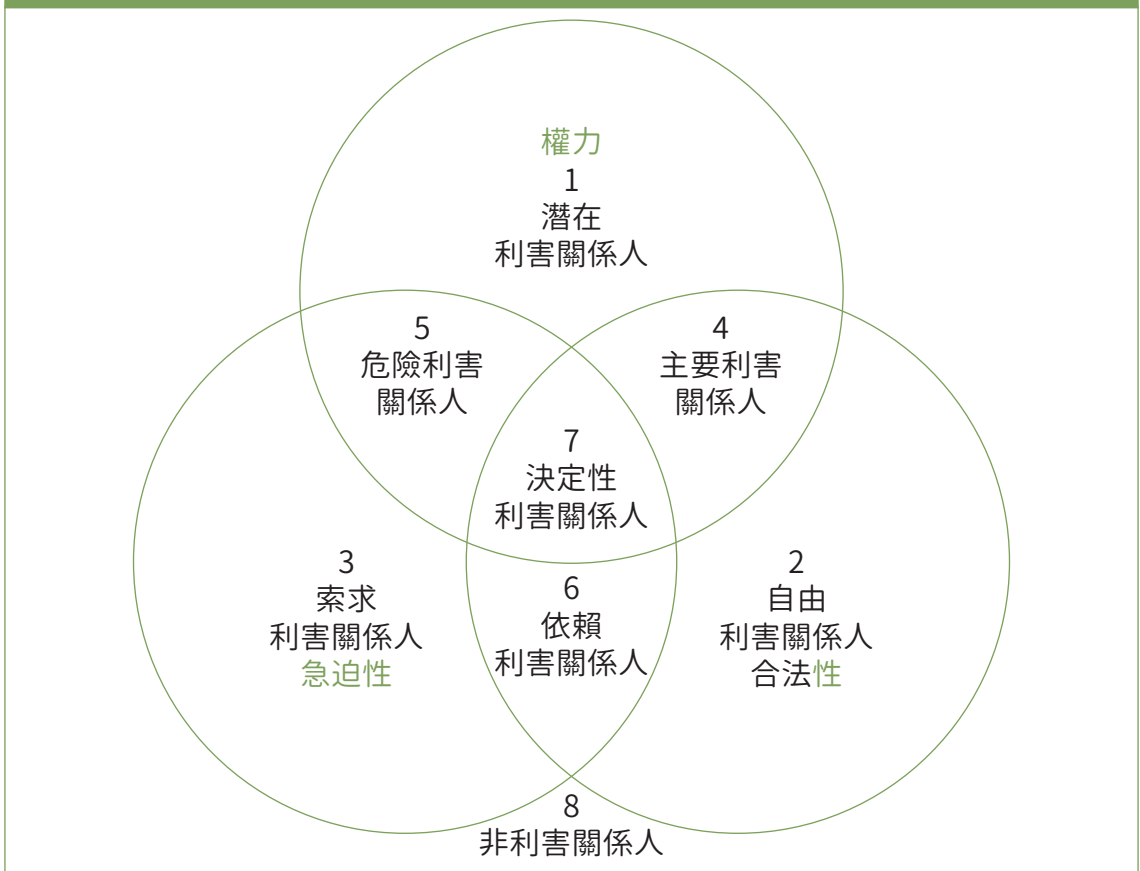 權力
1
潛在
利害關係人
5
危險利害
關係人
4
主要利害
關係人
7
決定性
利害關係人
3
索求
利害關係人
急迫性
6
依賴
利害關係人
2
自由
利害關係人
合法性
8
非利害關係人